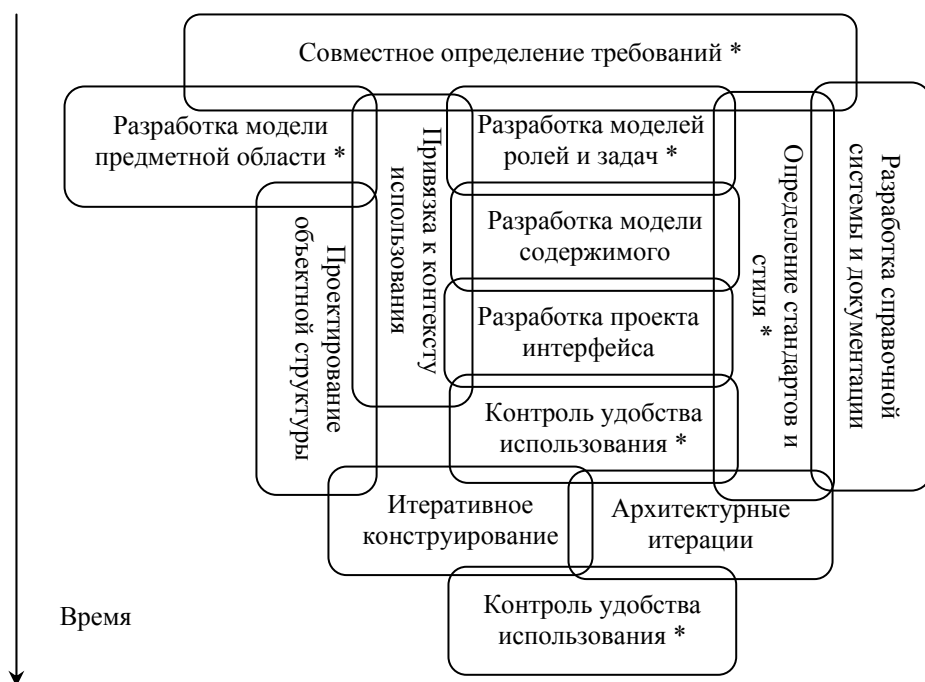 Совместное определение требований *
Разработка модели
предметной области *
Привязка к контексту
использования
Разработка моделей
ролей и задач *
Определение стандартов и
стиля *
Разработка справочной
системы и документации
Проектирование
объектной структуры
Разработка модели
содержимого
Разработка проекта
интерфейса
Контроль удобства
использования *
Итеративное
конструирование
Архитектурные
итерации
Контроль удобства
использования *
Время